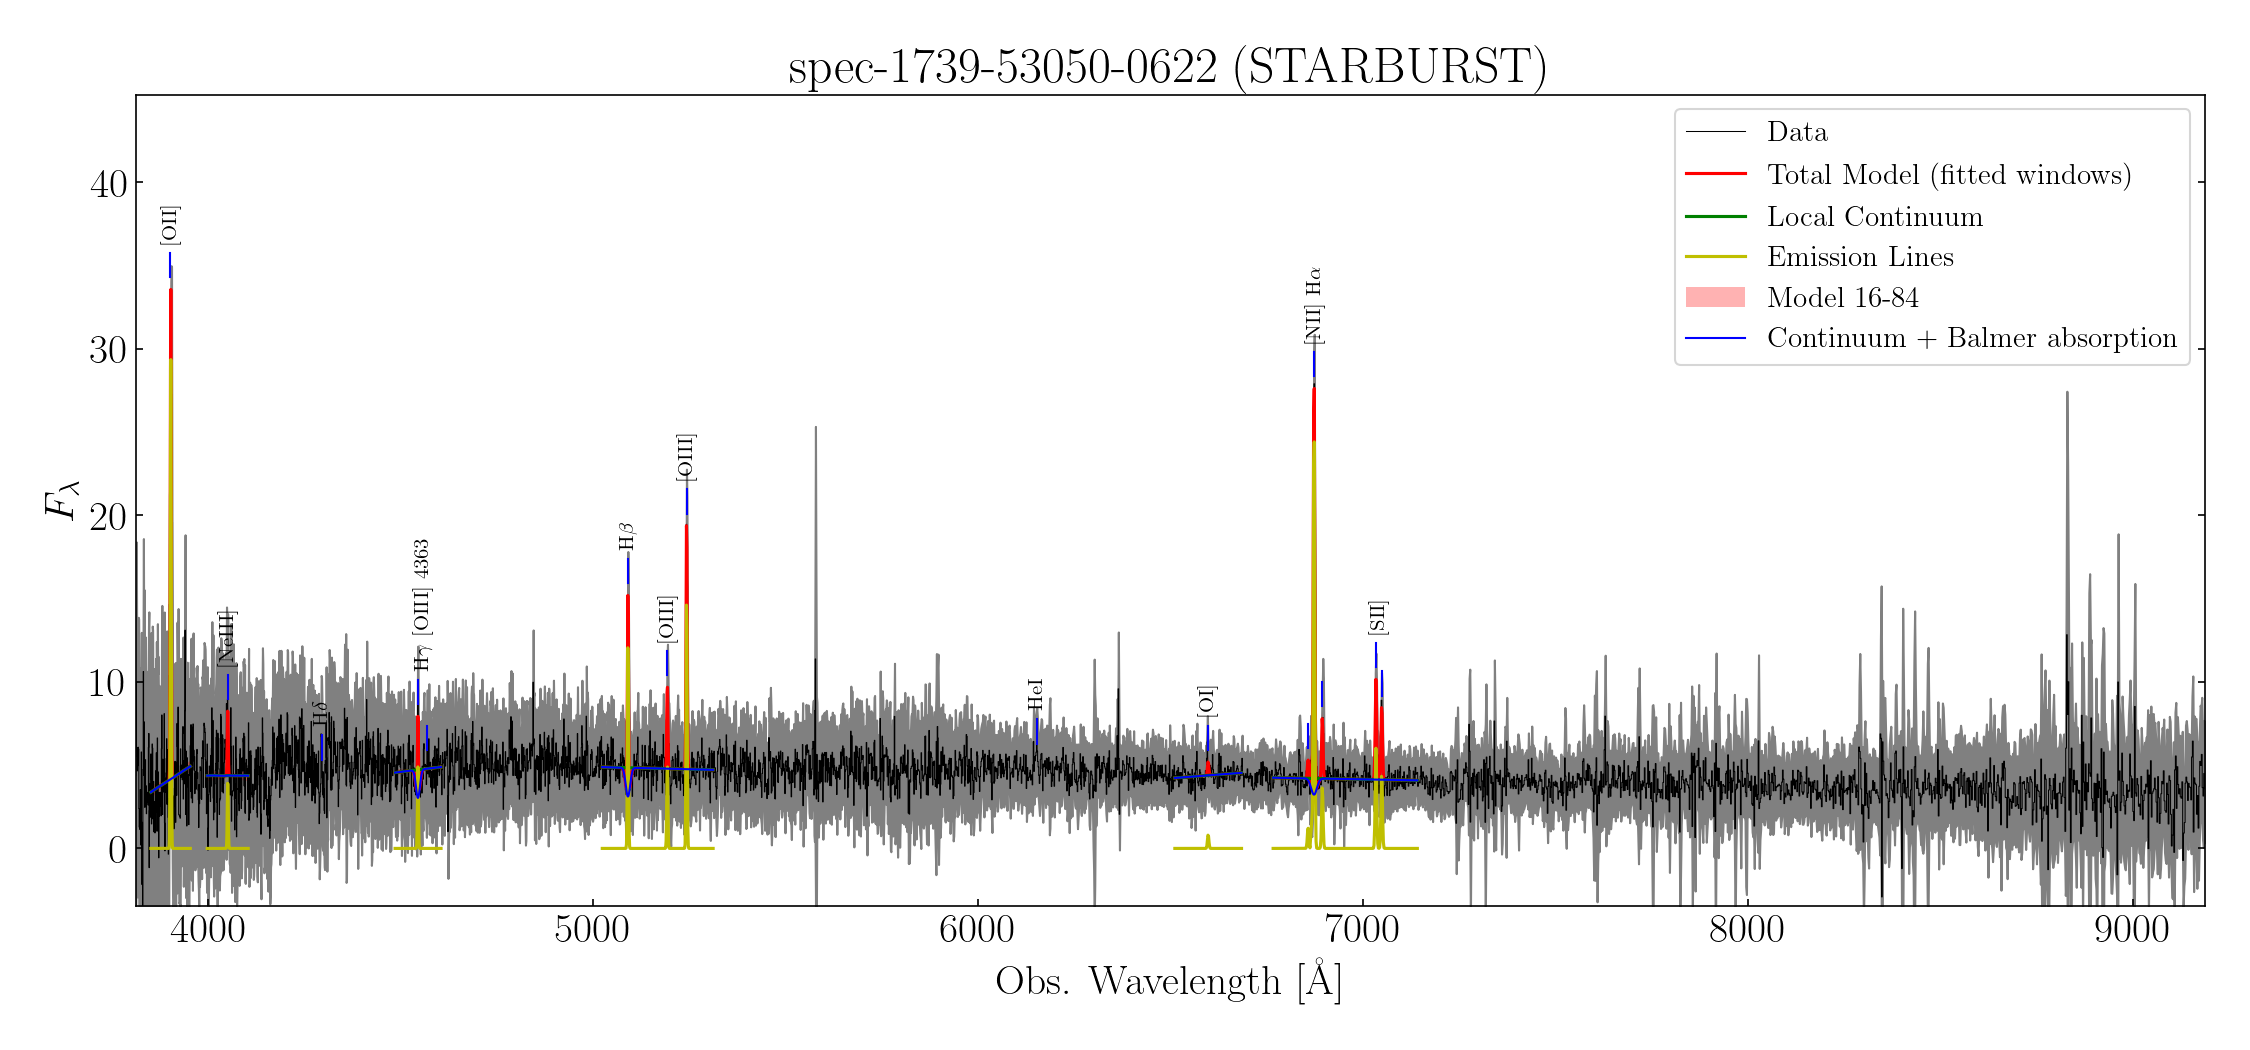 spec-1739-53050-0622 (STARBURST)
Data
Total Model (fitted windows)
Local Continuum
Emission Lines
Model 16-84
Continuum + Balmer absorption
[OII]
[NeIII]
Hδ
Hγ [OIII] 4363
Hβ
[OIII]
[OIII]
HeI
[OI]
[NII] Hα
[SII]
40
30
20
10
0
Fλ
4000 5000 6000 7000 8000 9000
Obs. Wavelength [Å]